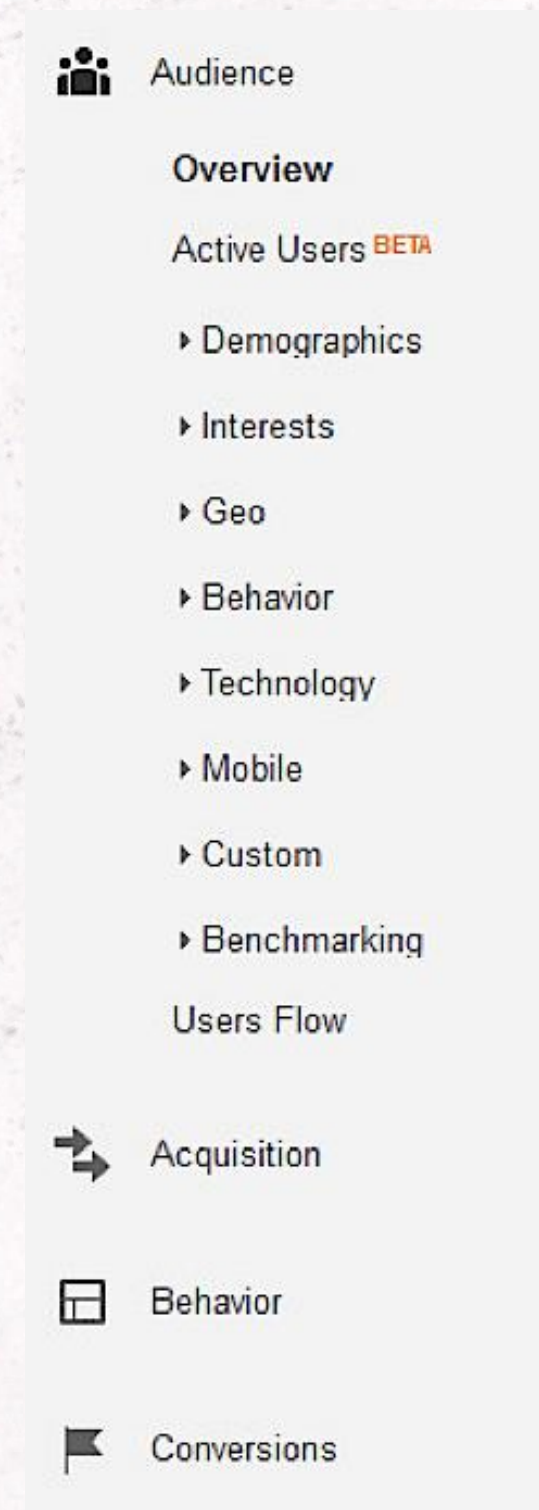 Audience
Overview
Active Users BETA
Demographics
Interests
Geo
Behavior
Technology
Mobile
Custom
Benchmarking
Users Flow
Acquisition
Behavior
Conversions